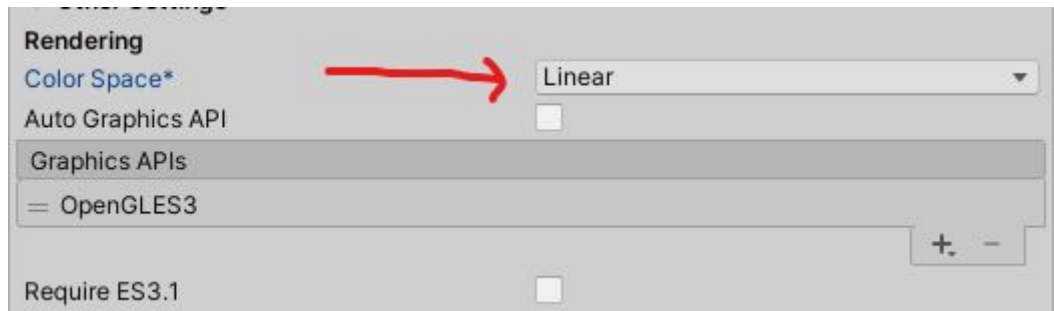 Rendering
Color Space* Linear
Auto Graphics API
Graphics APIs
= OpenGLES3
+ -
Require ES3.1